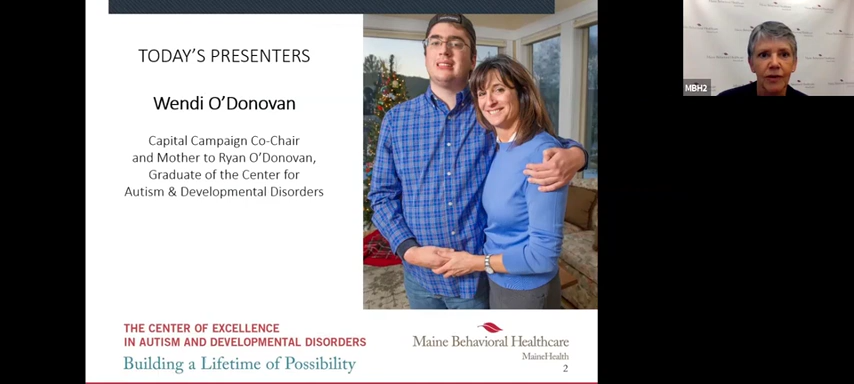 TODAY'S PRESENTERS
Wendi O'Donovan
Capital Campaign Co-Chair
and Mother to Ryan O'Donovan,
Graduate of the Center for
Autism & Developmental Disorders
THE CENTER OF EXCELLENCE
IN AUTISM AND DEVELOPMENTAL DISORDERS
Building a Lifetime of Possibility
Maine Behavioral Healthcare
MaineHealth
2
MBH2